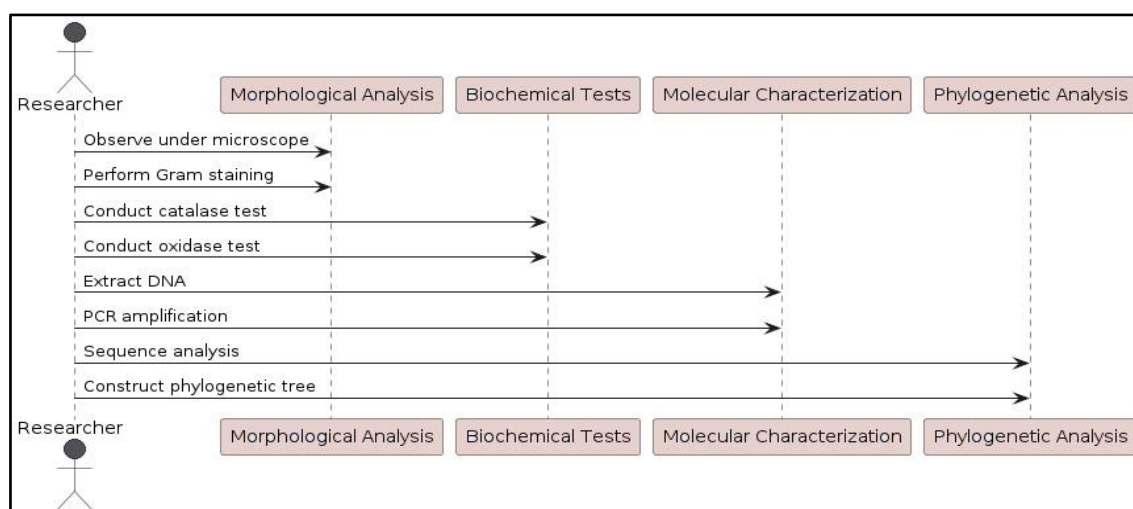 Researcher
Morphological Analysis
Biochemical Tests
Molecular Characterization
Phylogenetic Analysis
Observe under microscope
Perform Gram staining
Conduct catalase test
Conduct oxidase test
Extract DNA
PCR amplification
Sequence analysis
Construct phylogenetic tree
Researcher
Morphological Analysis
Biochemical Tests
Molecular Characterization
Phylogenetic Analysis